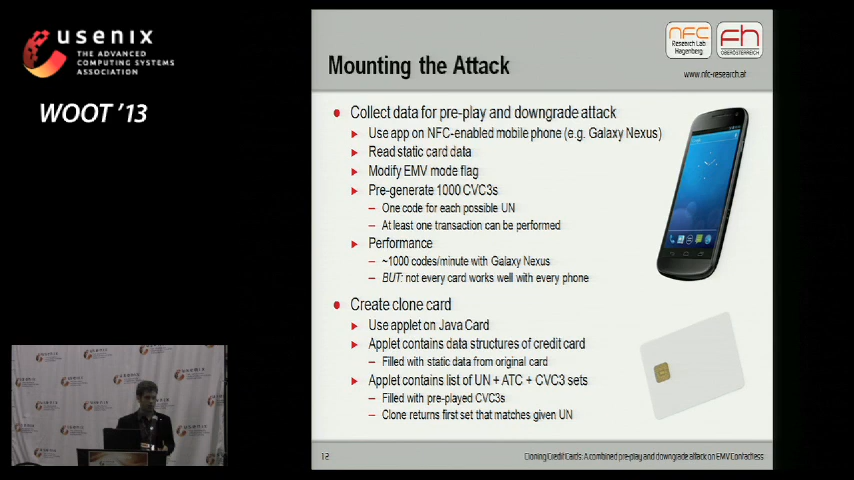 usenix
THE ADVANCED
COMPUTING SYSTEMS
ASSOCIATION
WOOT '13
Mounting the Attack
NFC
Research Lab
Hagenberg
fh
OBERÖSTERREICH
www.nfc-research.at
Collect data for pre-play and downgrade attack
Use app on NFC-enabled mobile phone (e.g. Galaxy Nexus)
Read static card data
Modify EMV mode flag
Pre-generate 1000 CVC3s
One code for each possible UN
At least one transaction can be performed
Performance
~1000 codes/minute with Galaxy Nexus
BUT: not every card works well with every phone
Create clone card
Use applet on Java Card
Applet contains data structures of credit card
Filled with static data from original card
Applet contains list of UN + ATC + CVC3 sets
Filled with pre-played CVC3s
Clone returns first set that matches given UN
12
Cloning Credit Cards: A combined pre-play and downgrade attack on EMV Contactless